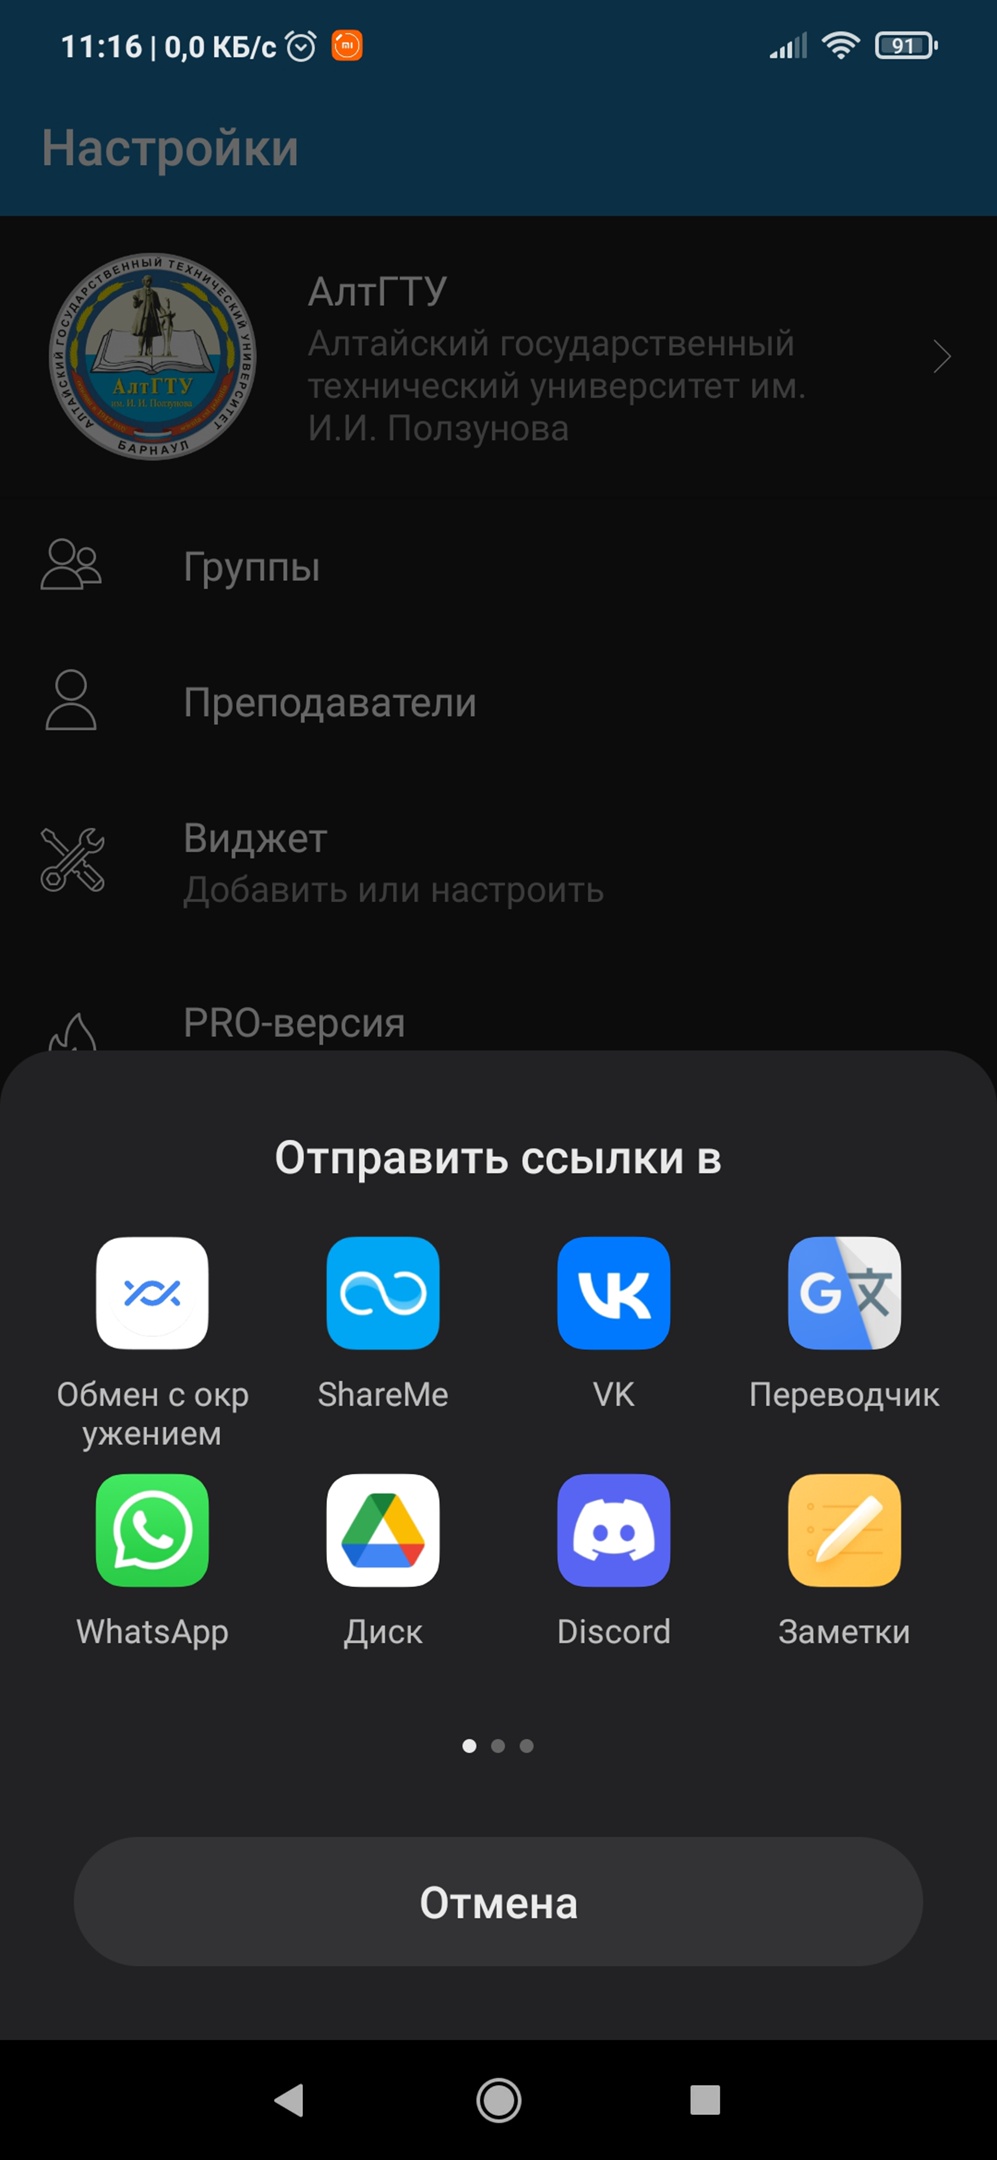 11:16 | 0,0 КБ/с
91
Настройки
АЛТАЙСКИЙ ГОСУДАРСТВЕННЫЙ ТЕХНИЧЕСКИЙ УНИВЕРСИТЕТ
АлтГТУ
им. И. И. Ползунова
БАРНАУЛ
АлтГТУ
Алтайский государственный
технический университет им.
И.И. Ползунова
Группы
Преподаватели
Виджет
Добавить или настроить
PRO-версия
Отправить ссылки в
Обмен с окр
ужением
ShareMe
VK
Переводчик
WhatsApp
Диск
Discord
Заметки
Отмена